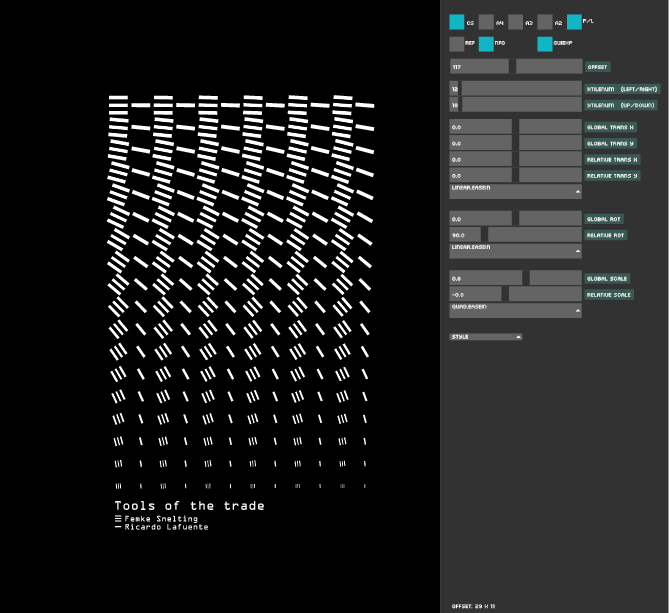 CS A4 A3 A2 P/L
REF INFO GUIDES
117 OFFSET
12 XTILENUM (LEFT/RIGHT)
18 YTILENUM (UP/DOWN)
0.0 GLOBAL TRANS X
0.0 GLOBAL TRANS Y
0.0 RELATIVE TRANS X
0.0 RELATIVE TRANS Y
LINEAR.EASEIN
0.0 GLOBAL ROT
90.0 RELATIVE ROT
LINEAR.EASEIN
0.8 GLOBAL SCALE
-0.8 RELATIVE SCALE
QUAD.EASEIN
STYLE
Tools of the trade
Femke Snelting
Ricardo Lafuente
OFFSET: 29 X 11